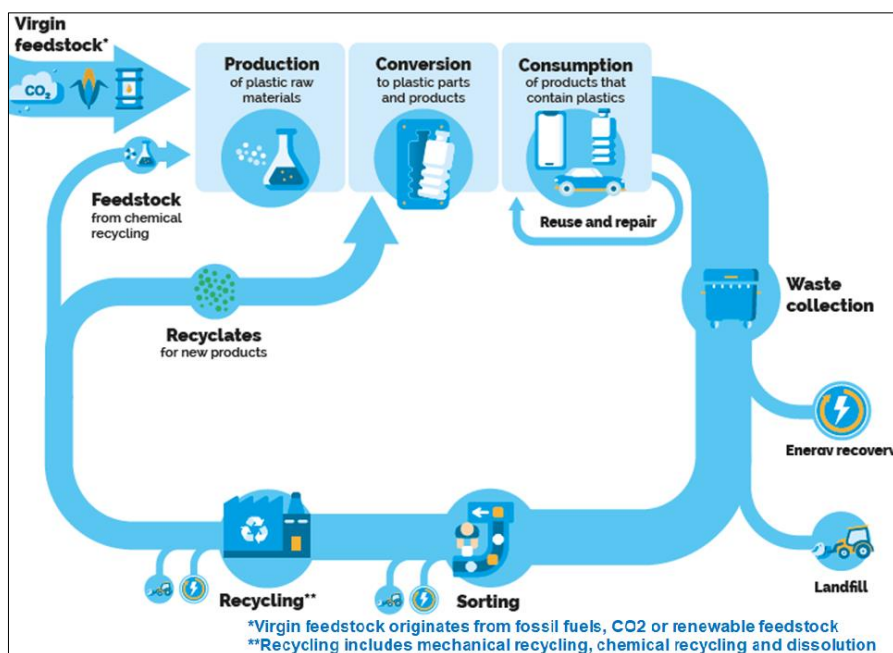 Virgin
feedstock*
CO₂
Production
of plastic raw
materials
Conversion
to plastic parts
and products
Consumption
of products that
contain plastics
Reuse and repair
Feedstock
from chemical
recycling
Recyclates
for new products
Waste
collection
Energy recovery
Landfill
Recycling**
Sorting
*Virgin feedstock originates from fossil fuels, CO2 or renewable feedstock
**Recycling includes mechanical recycling, chemical recycling and dissolution